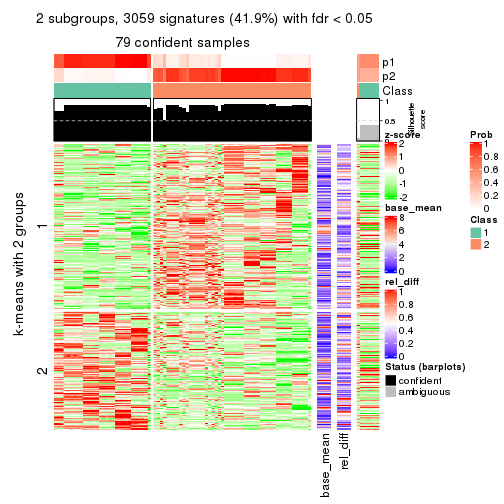 2 subgroups, 3059 signatures (41.9%) with fdr < 0.05
79 confident samples
p1
p2
Class
1
0.5
0
Silhouette
score
k-means with 2 groups
1
2
base_mean
rel_diff
z-score
2
1
0
-1
-2
base_mean
8
6
4
2
0
rel_diff
1
0.8
0.6
0.4
0.2
0
Status (barplots)
confident
ambiguous
Prob
1
0.8
0.6
0.4
0.2
0
Class
1
2